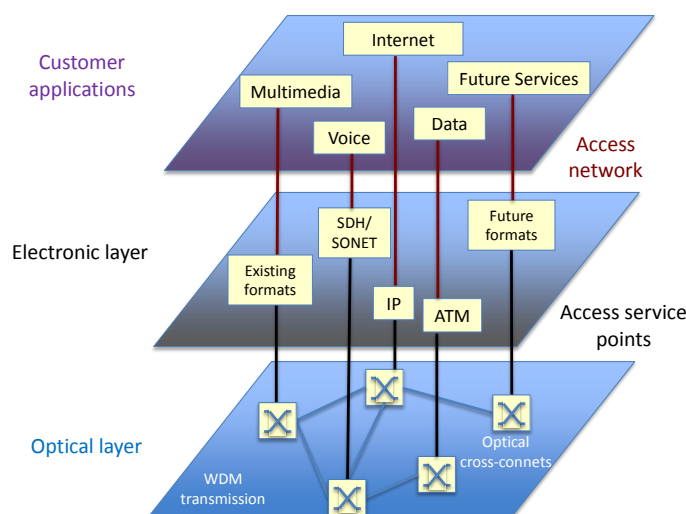 Internet
Customer
applications
Future Services
Multimedia
Voice
Data
Access
network
SDH/
SONET
Future
formats
Electronic layer
Existing
formats
IP
ATM
Access service
points
Optical layer
Optical
cross-connets
WDM
transmission